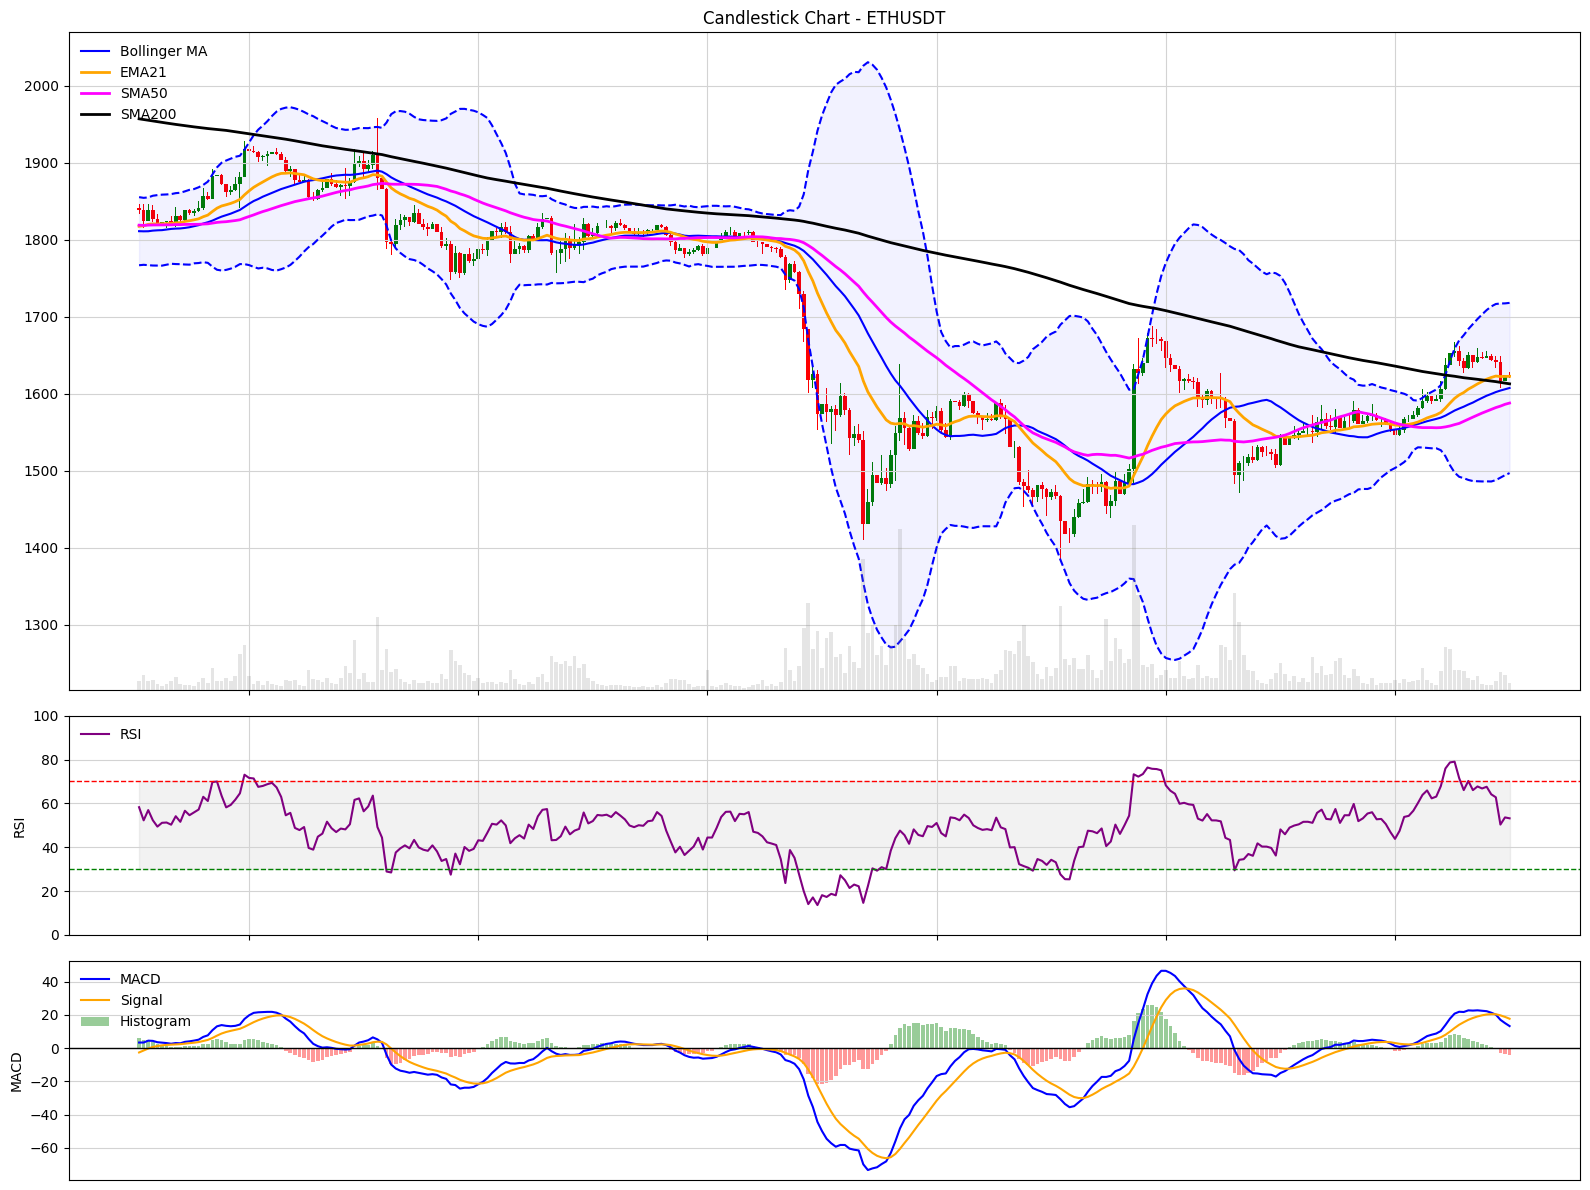 Candlestick Chart - ETHUSDT
Bollinger MA
EMA21
SMA50
SMA200
2000
1900
1800
1700
1600
1500
1400
1300
RSI
RSI
100
80
60
40
20
0
MACD
Signal
Histogram
MACD
40
20
0
−20
−40
−60